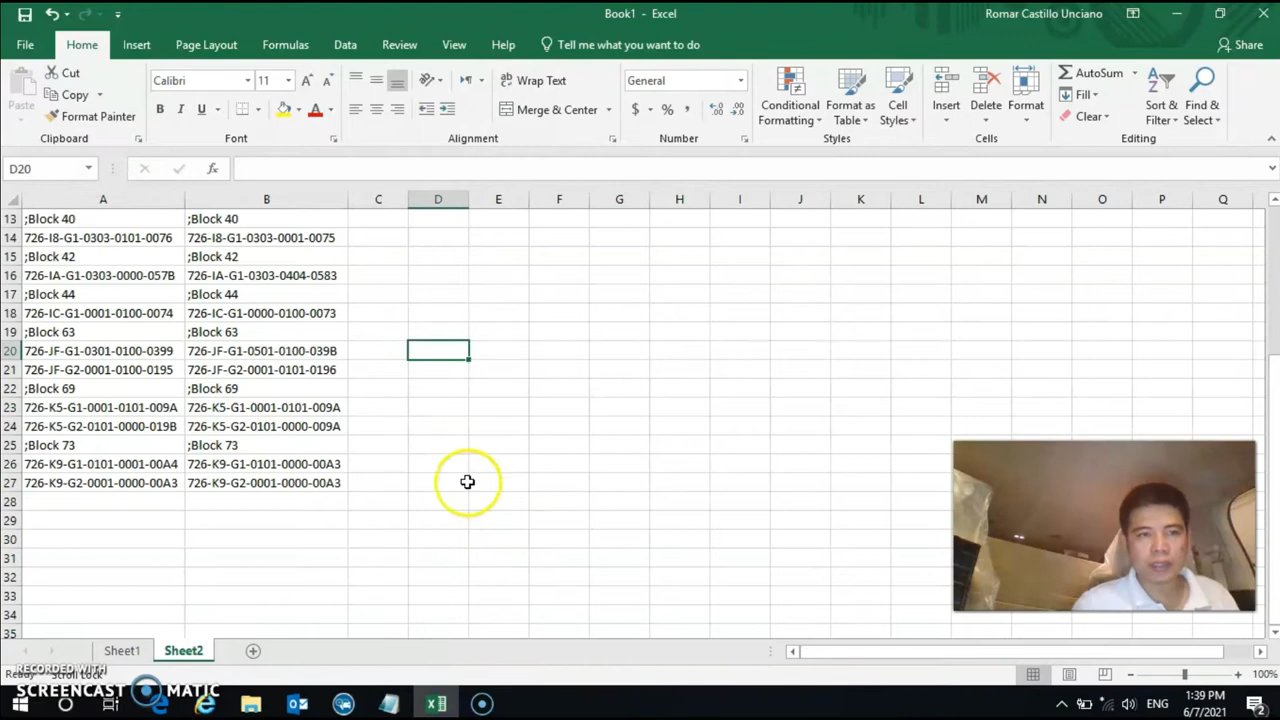 Book1 - Excel
Romar Castillo Unciano
File Home Insert Page Layout Formulas Data Review View Help Tell me what you want to do Share
Paste Cut Copy Format Painter
Calibri 11
B I U A
Wrap Text
Merge & Center
General
$ % ,
Conditional Formatting Format as Table Cell Styles
Insert Delete Format
AutoSum Fill Clear
Sort & Filter Find & Select
Clipboard Font Alignment Number Styles Cells Editing
D20 fx
A B C D E F G H I J K L M N O P Q
13 ;Block 40 ;Block 40
14 726-I8-G1-0303-0101-0076 726-I8-G1-0303-0001-0075
15 ;Block 42 ;Block 42
16 726-IA-G1-0303-0000-057B 726-IA-G1-0303-0404-0583
17 ;Block 44 ;Block 44
18 726-IC-G1-0001-0100-0074 726-IC-G1-0000-0100-0073
19 ;Block 63 ;Block 63
20 726-JF-G1-0301-0100-0399 726-JF-G1-0501-0100-039B
21 726-JF-G2-0001-0100-0195 726-JF-G2-0001-0101-0196
22 ;Block 69 ;Block 69
23 726-K5-G1-0001-0101-009A 726-K5-G1-0001-0101-009A
24 726-K5-G2-0101-0000-019B 726-K5-G2-0101-0000-009A
25 ;Block 73 ;Block 73
26 726-K9-G1-0101-0001-00A4 726-K9-G1-0101-0000-00A3
27 726-K9-G2-0001-0000-00A3 726-K9-G2-0001-0000-00A3
28
29
30
31
32
33
34
35
Sheet1 Sheet2
RECORDED WITH
Ready Scroll Lock 100%
SCREENCAST MATIC
ENG 1:39 PM
6/7/2021 2